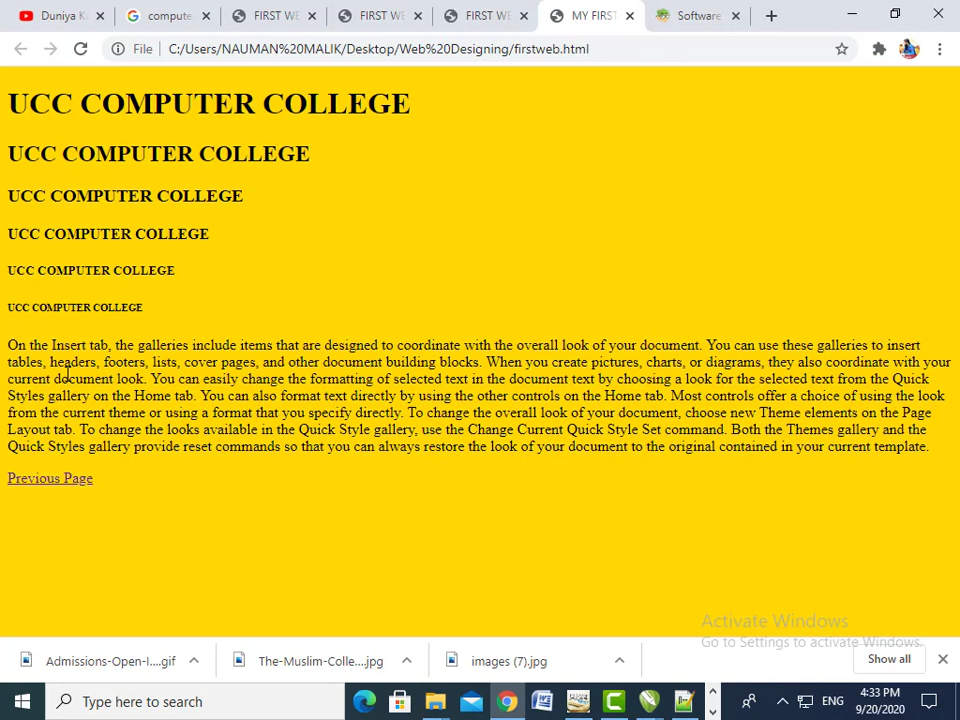 Duniya K
compute
FIRST WE
FIRST WE
FIRST WE
MY FIRST
Software
File
C:/Users/NAUMAN%20MALIK/Desktop/Web%20Designing/firstweb.html
UCC COMPUTER COLLEGE
UCC COMPUTER COLLEGE
UCC COMPUTER COLLEGE
UCC COMPUTER COLLEGE
UCC COMPUTER COLLEGE
UCC COMPUTER COLLEGE
On the Insert tab, the galleries include items that are designed to coordinate with the overall look of your document. You can use these galleries to insert
tables, headers, footers, lists, cover pages, and other document building blocks. When you create pictures, charts, or diagrams, they also coordinate with your
current document look. You can easily change the formatting of selected text in the document text by choosing a look for the selected text from the Quick
Styles gallery on the Home tab. You can also format text directly by using the other controls on the Home tab. Most controls offer a choice of using the look
from the current theme or using a format that you specify directly. To change the overall look of your document, choose new Theme elements on the Page
Layout tab. To change the looks available in the Quick Style gallery, use the Change Current Quick Style Set command. Both the Themes gallery and the
Quick Styles gallery provide reset commands so that you can always restore the look of your document to the original contained in your current template.
Previous Page
Activate Windows
Go to Settings to activate Windows.
Admissions-Open-I....gif
The-Muslim-Colle....jpg
images (7).jpg
Show all
Type here to search
ENG
4:33 PM
9/20/2020